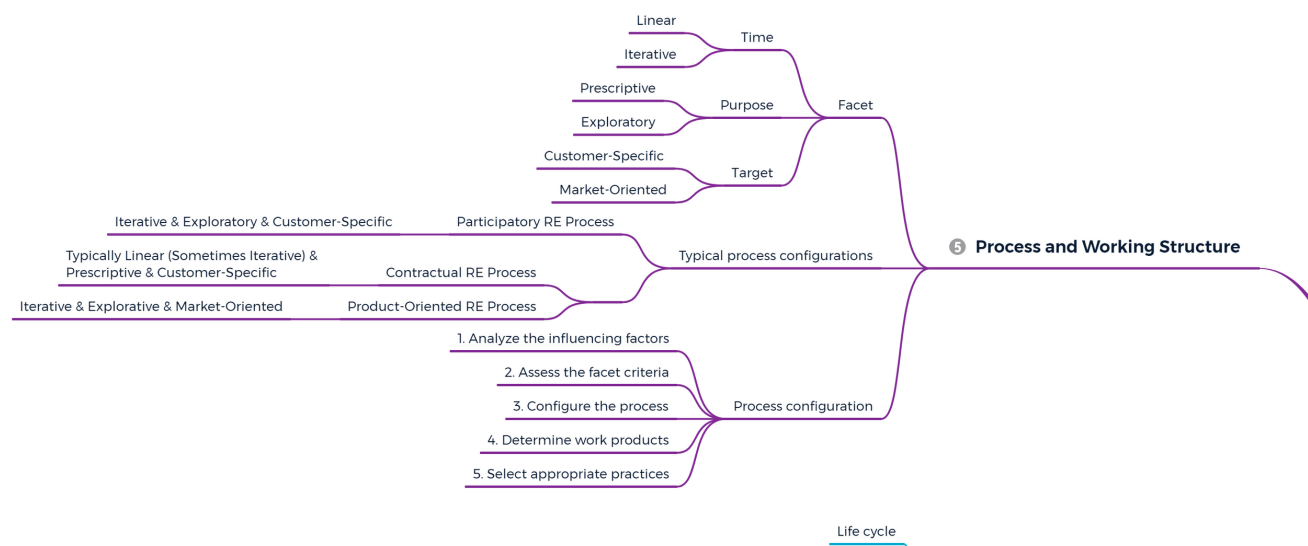 Linear
Time
Iterative
Prescriptive
Purpose
Facet
Exploratory
Customer-Specific
Target
Market-Oriented
Iterative & Exploratory & Customer-Specific
Participatory RE Process
5 Process and Working Structure
Typically Linear (Sometimes Iterative) &
Prescriptive & Customer-Specific
Contractual RE Process
Typical process configurations
Iterative & Explorative & Market-Oriented
Product-Oriented RE Process
1. Analyze the influencing factors
2. Assess the facet criteria
3. Configure the process
Process configuration
4. Determine work products
5. Select appropriate practices
Life cycle